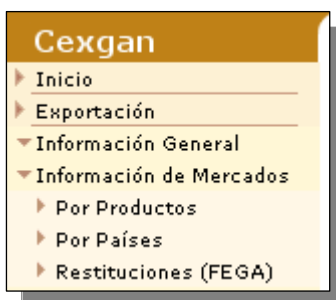 Cexgan
Inicio
Exportación
Información General
Información de Mercados
Por Productos
Por Países
Restituciones (FEGA)